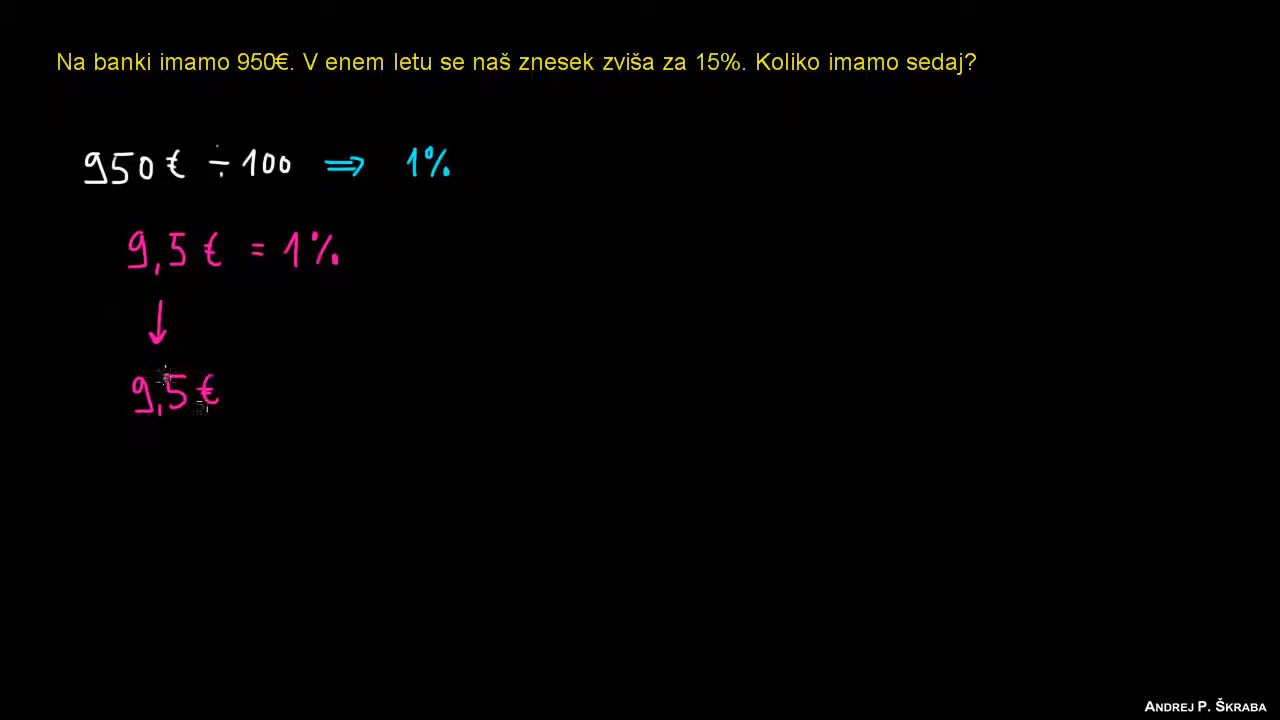 Na banki imamo 950€. V enem letu se naš znesek zviša za 15%. Koliko imamo sedaj?
950€ ÷ 100 ⇒ 1%
9,5€ = 1%
↓
9,5€
ANDREJ P. ŠKRABA